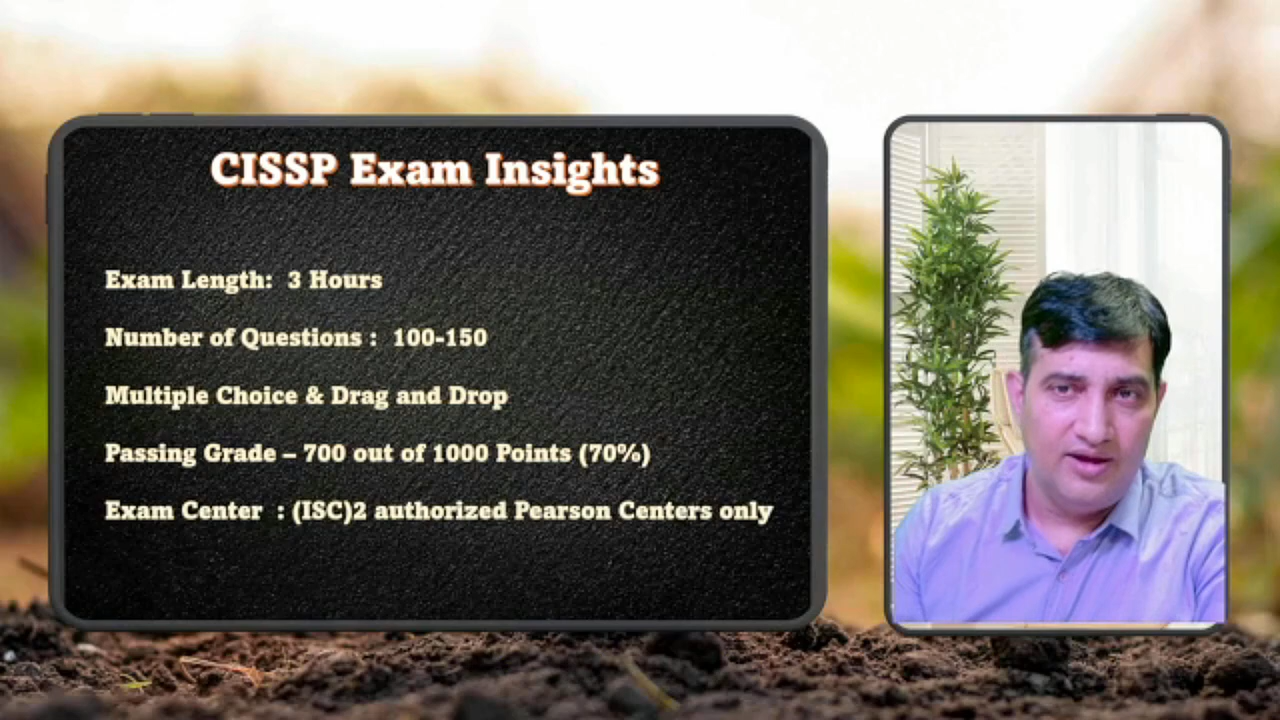 CISSP Exam Insights
Exam Length: 3 Hours
Number of Questions : 100-150
Multiple Choice & Drag and Drop
Passing Grade – 700 out of 1000 Points (70%)
Exam Center : (ISC)2 authorized Pearson Centers only